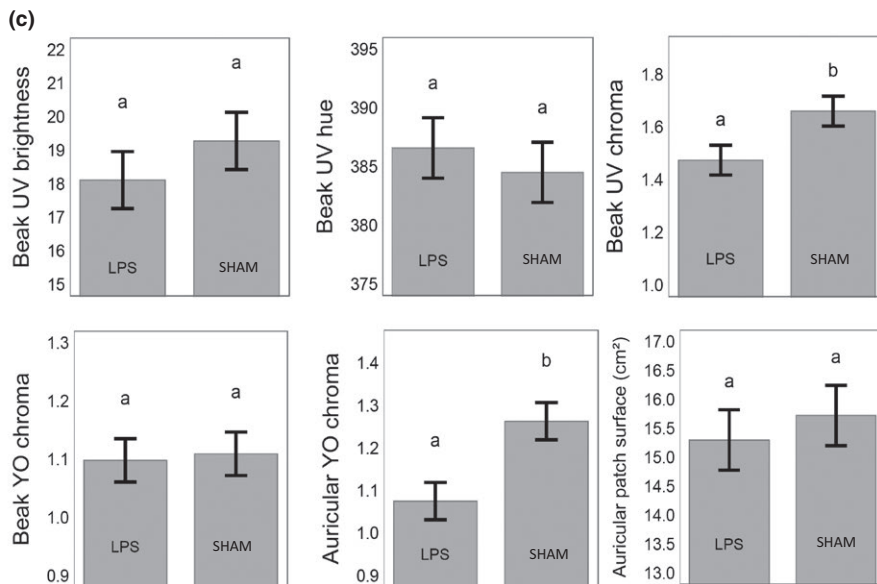 (c)
Beak UV brightness
22
21
20
19
18
17
16
15
a
a
LPS
SHAM
Beak UV hue
395
390
385
380
375
a
a
LPS
SHAM
Beak UV chroma
1.8
1.6
1.4
1.2
1.0
a
b
LPS
SHAM
Beak YO chroma
1.3
1.2
1.1
1.0
0.9
a
a
LPS
SHAM
Auricular YO chroma
1.4
1.3
1.2
1.1
1.0
0.9
a
b
LPS
SHAM
Auricular patch surface (cm²)
17.0
16.5
16.0
15.5
15.0
14.5
14.0
13.5
13.0
a
a
LPS
SHAM